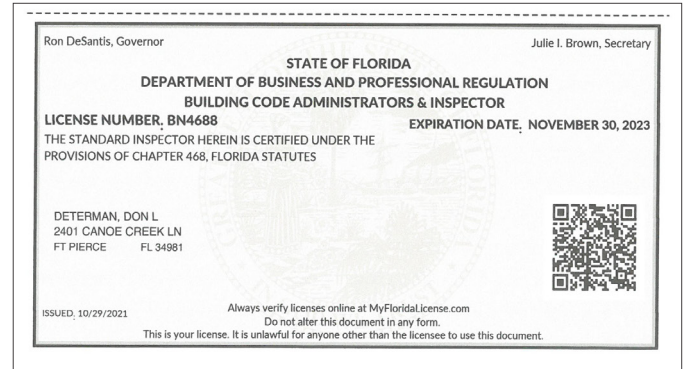 Ron DeSantis, Governor
Julie I. Brown, Secretary
STATE OF FLORIDA
DEPARTMENT OF BUSINESS AND PROFESSIONAL REGULATION
BUILDING CODE ADMINISTRATORS & INSPECTOR
LICENSE NUMBER: BN4688
EXPIRATION DATE: NOVEMBER 30, 2023
THE STANDARD INSPECTOR HEREIN IS CERTIFIED UNDER THE
PROVISIONS OF CHAPTER 468, FLORIDA STATUTES
DETERMAN, DON L
2401 CANOE CREEK LN
FT PIERCE FL 34981
ISSUED: 10/29/2021
Always verify licenses online at MyFloridaLicense.com
Do not alter this document in any form.
This is your license. It is unlawful for anyone other than the licensee to use this document.